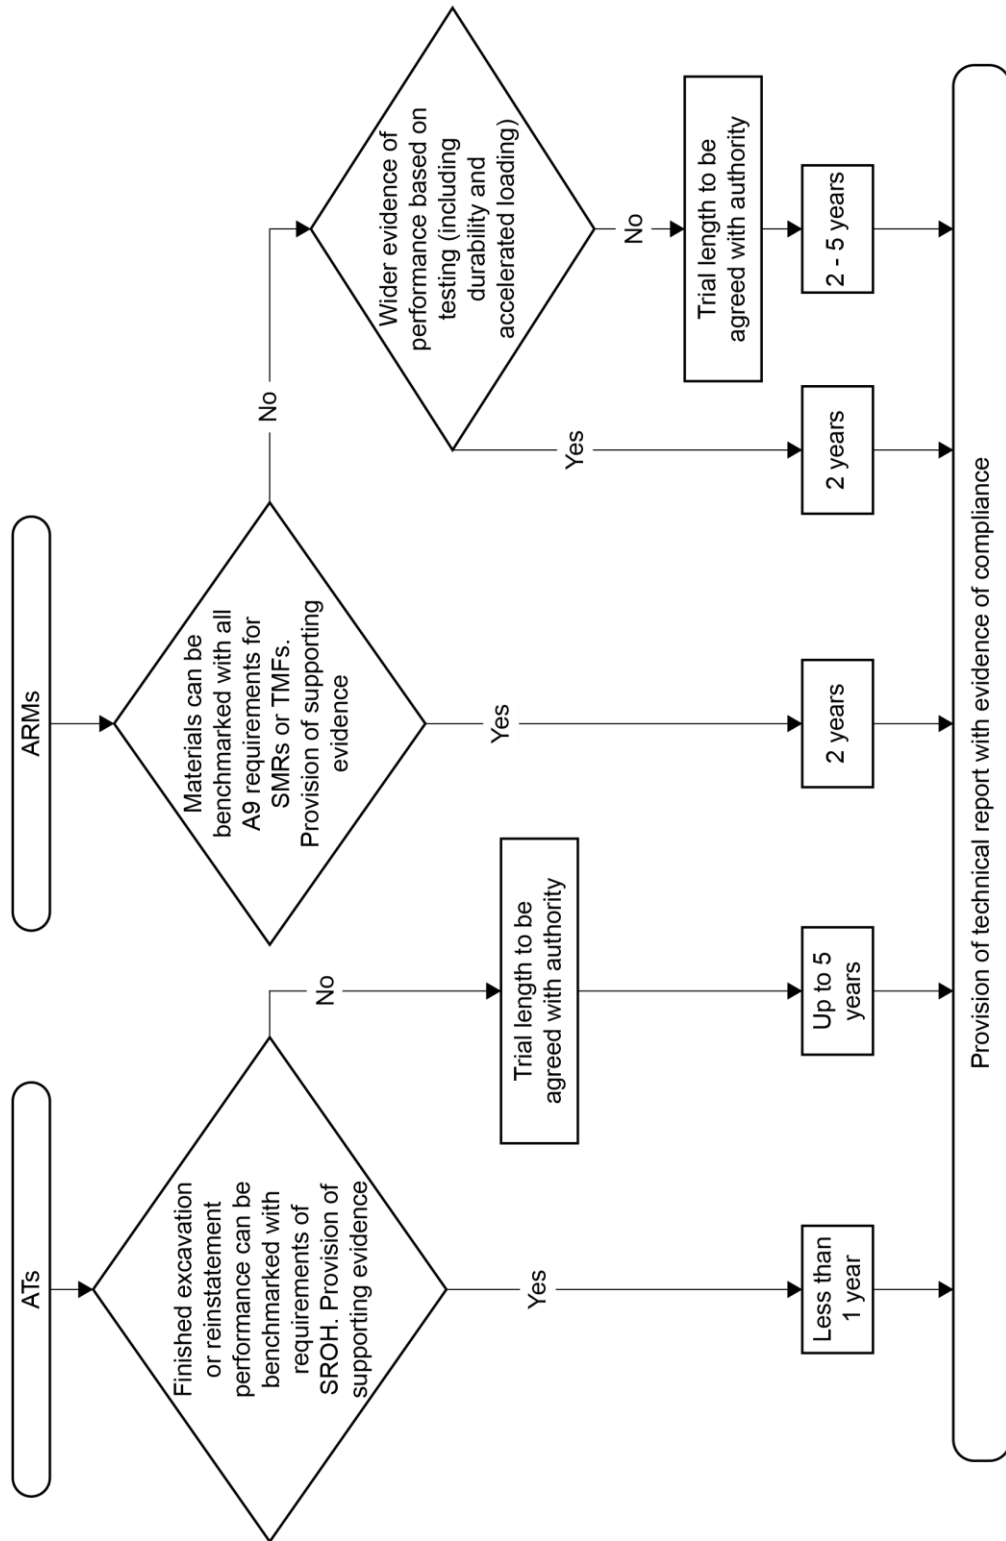 ATs
ARMs
Finished excavation
or reinstatement
performance can be
benchmarked with
requirements of
SROH. Provision of
supporting evidence
No
Yes
Trial length to be
agreed with authority
Less than
1 year
Up to 5
years
Materials can be
benchmarked with all
A9 requirements for
SMRs or TMFs.
Provision of supporting
evidence
No
Yes
2 years
Wider evidence of
performance based on
testing (including
durability and
accelerated loading)
Yes
No
Trial length to be
agreed with authority
2 years
2 - 5 years
Provision of technical report with evidence of compliance